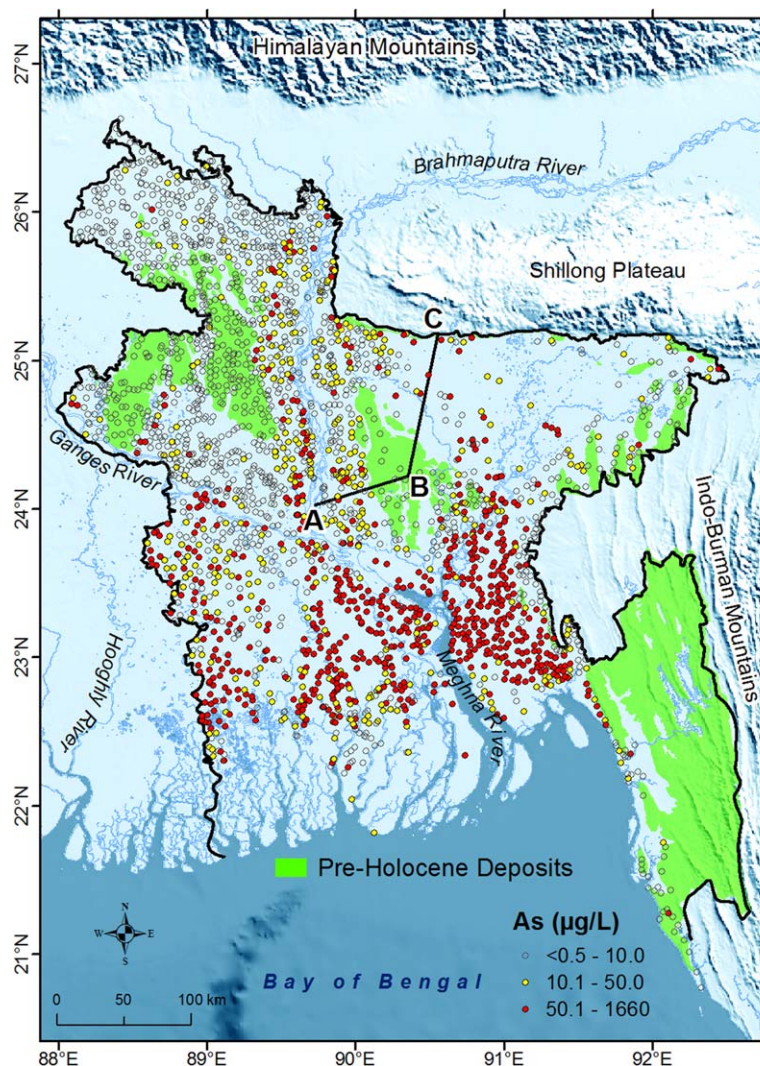 Himalayan Mountains
27°N
Brahmaputra River
26°N
Shillong Plateau
C
25°N
Ganges River
B
A
24°N
Indo-Burman Mountains
Hooghly River
Meghna River
23°N
22°N
Pre-Holocene Deposits
As (µg/L)
<0.5 - 10.0
10.1 - 50.0
50.1 - 1660
N
W E
S
21°N
Bay of Bengal
0 50 100 km
88°E 89°E 90°E 91°E 92°E